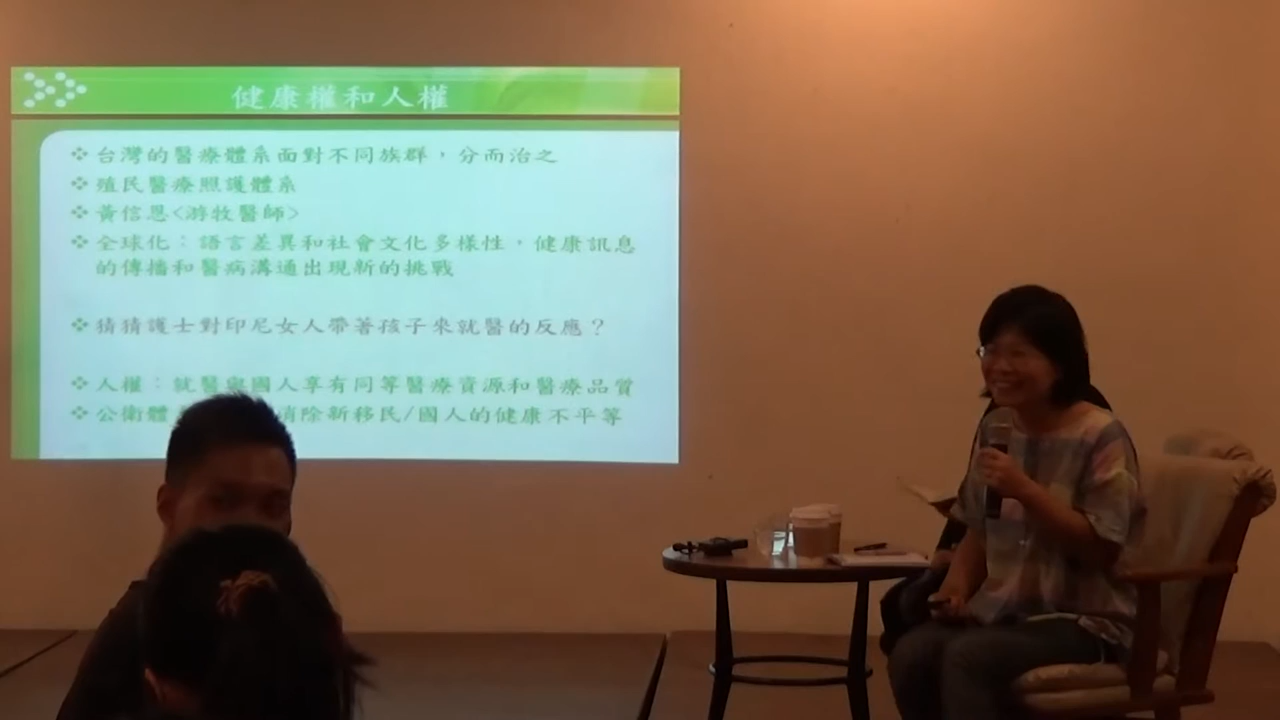 健康權和人權
台灣的醫療體系面對不同族群，分而治之
殖民醫療照護體系
黃信恩<游牧醫師>
全球化：語言差異和社會文化多樣性，健康訊息
的傳播和醫病溝通出現新的挑戰
猜猜護士對印尼女人帶著孩子來就醫的反應？
人權：就醫與國人享有同等醫療資源和醫療品質
公衛體 消除新移民/國人的健康不平等